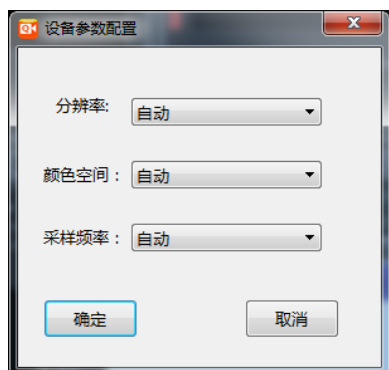 设备参数配置
分辨率: 自动
颜色空间： 自动
采样频率： 自动
确定 取消